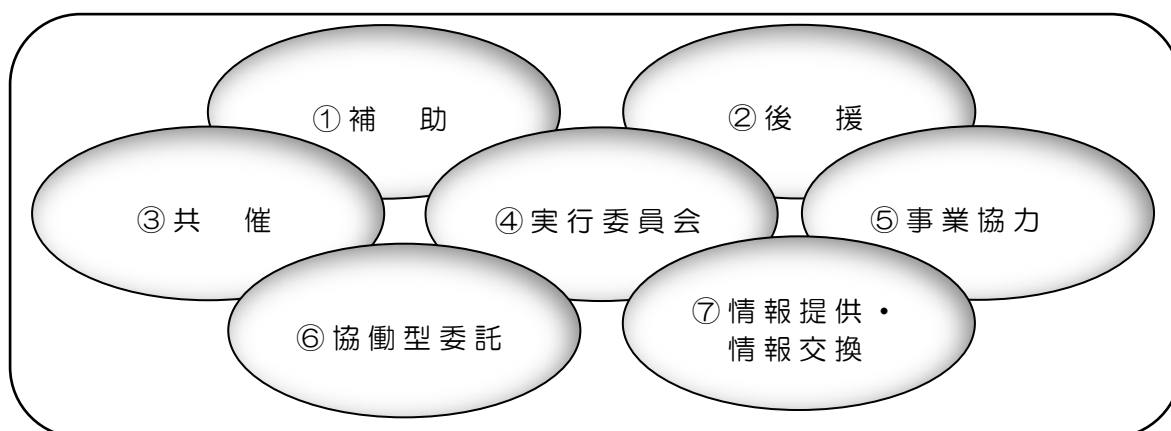 ①補　助
②後　援
③共　催
④実行委員会
⑤事業協力
⑥協働型委託
⑦情報提供・
情報交換